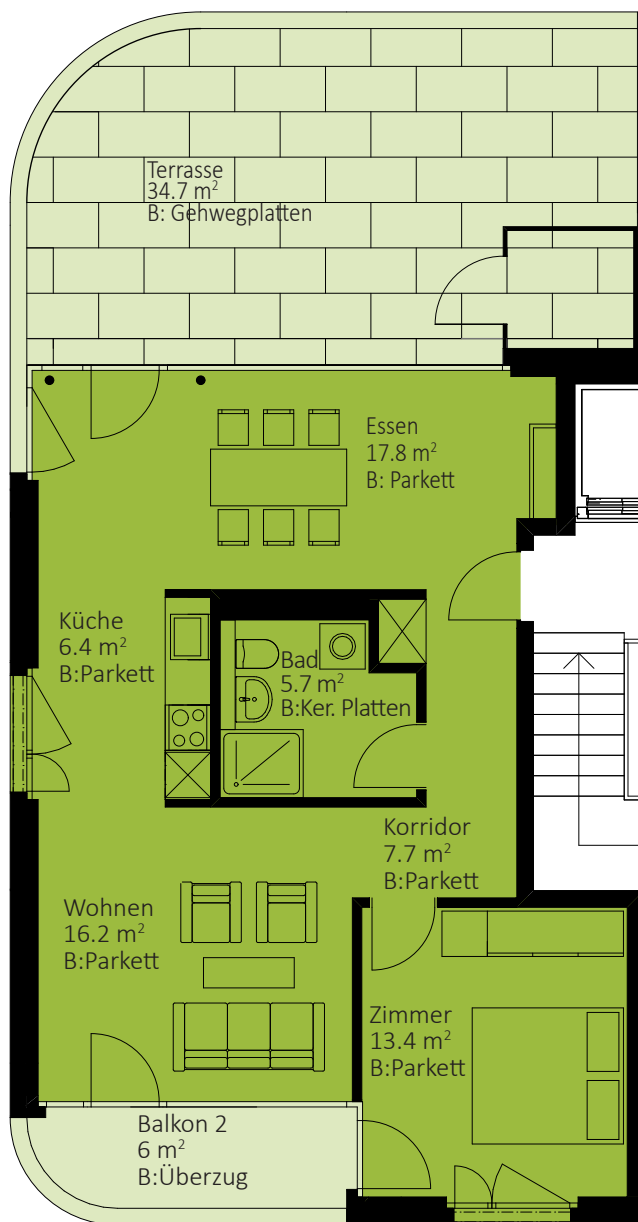 Terrasse
34.7 m²
B: Gehwegplatten
Essen
17.8 m²
B: Parkett
Küche
6.4 m²
B:Parkett
Bad
5.7 m²
B:Ker. Platten
Korridor
7.7 m²
B:Parkett
Wohnen
16.2 m²
B:Parkett
Zimmer
13.4 m²
B:Parkett
Balkon 2
6 m²
B:Überzug